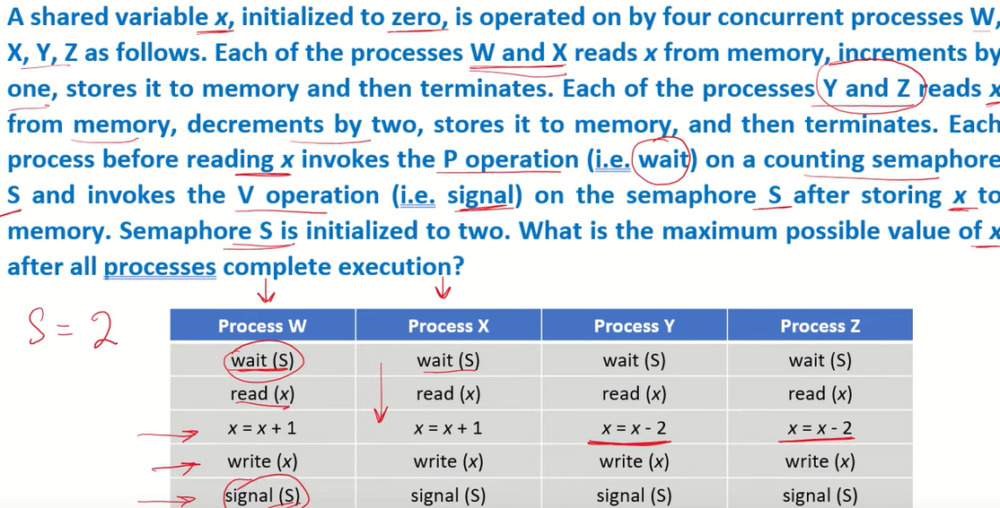 A shared variable x, initialized to zero, is operated on by four concurrent processes W,
X, Y, Z as follows. Each of the processes W and X reads x from memory, increments by
one, stores it to memory and then terminates. Each of the processes Y and Z reads x
from memory, decrements by two, stores it to memory, and then terminates. Each
process before reading x invokes the P operation (i.e. wait) on a counting semaphore
S and invokes the V operation (i.e. signal) on the semaphore S after storing x to
memory. Semaphore S is initialized to two. What is the maximum possible value of x
after all processes complete execution?
S = 2
Process W Process X Process Y Process Z
wait (S) wait (S) wait (S) wait (S)
read (x) read (x) read (x) read (x)
x = x + 1 x = x + 1 x = x - 2 x = x - 2
write (x) write (x) write (x) write (x)
signal (S) signal (S) signal (S) signal (S)